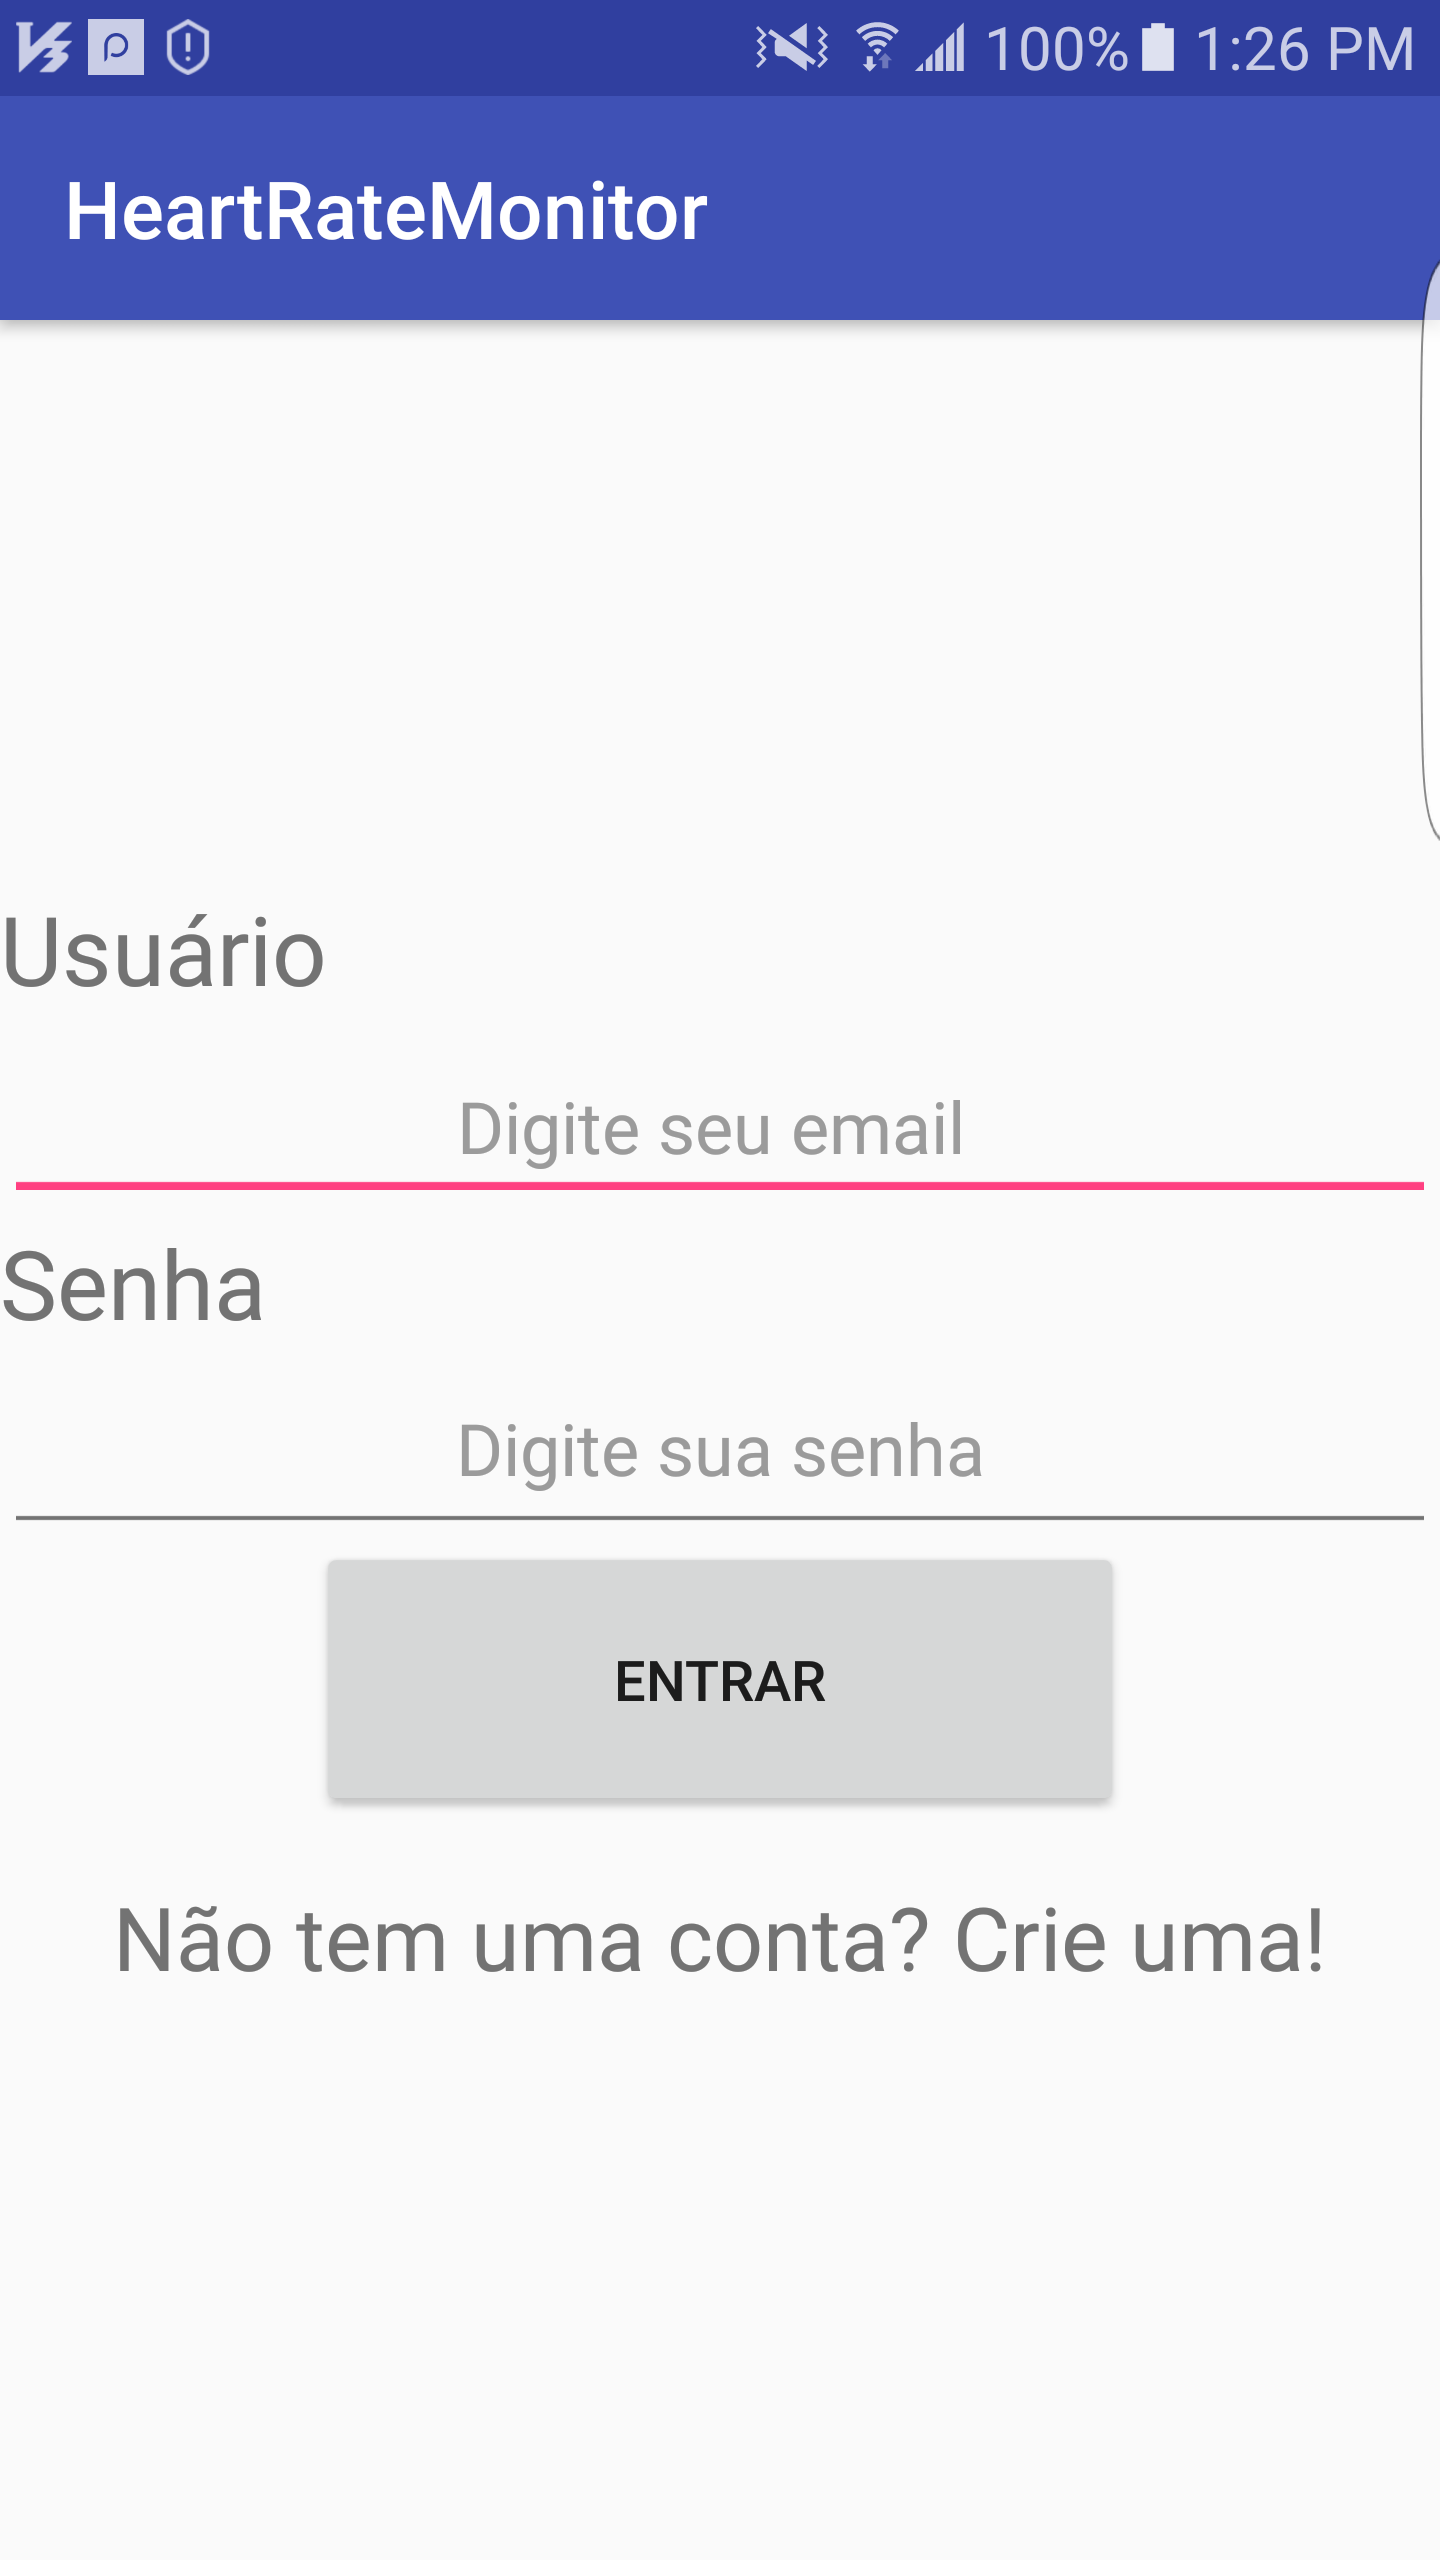 100% 1:26 PM
HeartRateMonitor
Usuário
Digite seu email
Senha
Digite sua senha
ENTRAR
Não tem uma conta? Crie uma!